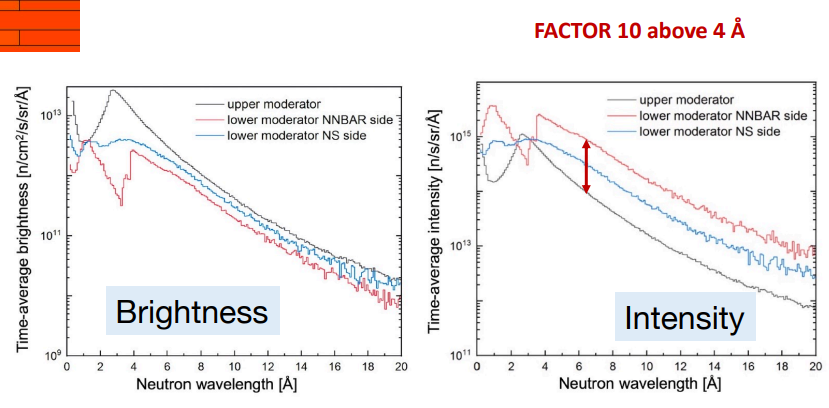 FACTOR 10 above 4 Å
Time-average brightness [n/cm²/s/sr/Å]
10¹³
10¹¹
10⁹
upper moderator
lower moderator NNBAR side
lower moderator NS side
Brightness
0 2 4 6 8 10 12 14 16 18 20
Neutron wavelength [Å]
Time-average intensity [n/s/sr/Å]
10¹⁵
10¹³
10¹¹
upper moderator
lower moderator NNBAR side
lower moderator NS side
Intensity
0 2 4 6 8 10 12 14 16 18 20
Neutron wavelength [Å]